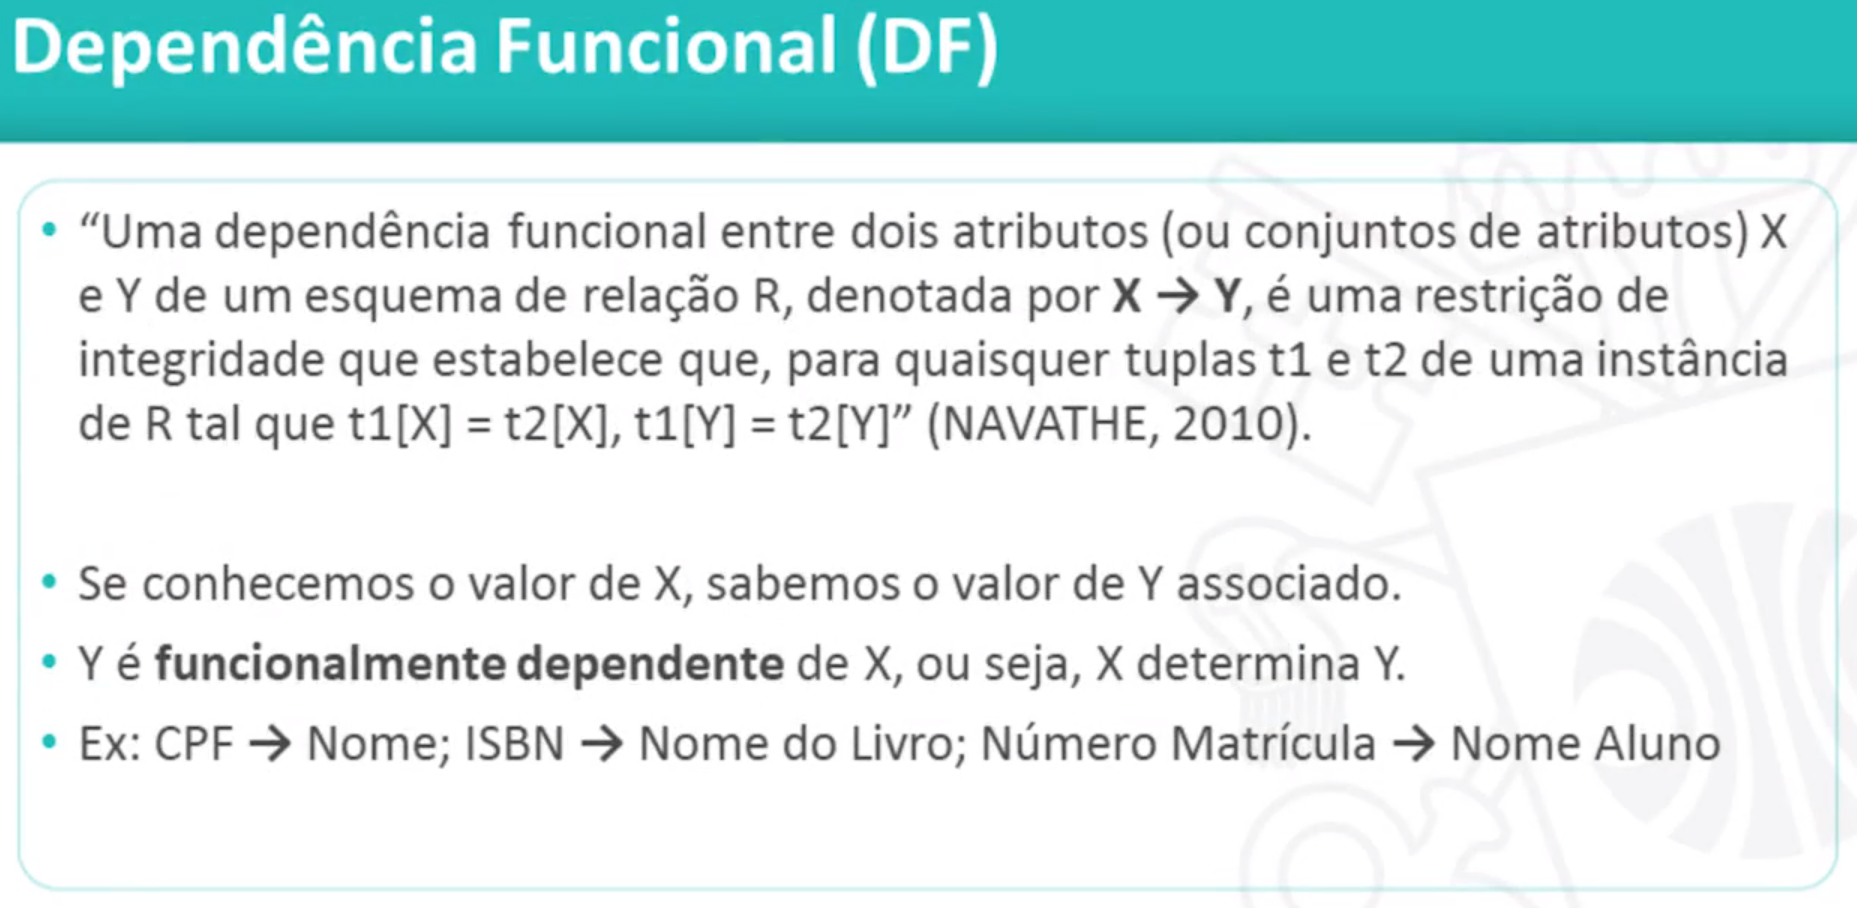 Dependência Funcional (DF)
• “Uma dependência funcional entre dois atributos (ou conjuntos de atributos) X
e Y de um esquema de relação R, denotada por X → Y, é uma restrição de
integridade que estabelece que, para quaisquer tuplas t1 e t2 de uma instância
de R tal que t1[X] = t2[X], t1[Y] = t2[Y]” (NAVATHE, 2010).
• Se conhecemos o valor de X, sabemos o valor de Y associado.
• Y é funcionalmente dependente de X, ou seja, X determina Y.
• Ex: CPF → Nome; ISBN → Nome do Livro; Número Matrícula → Nome Aluno